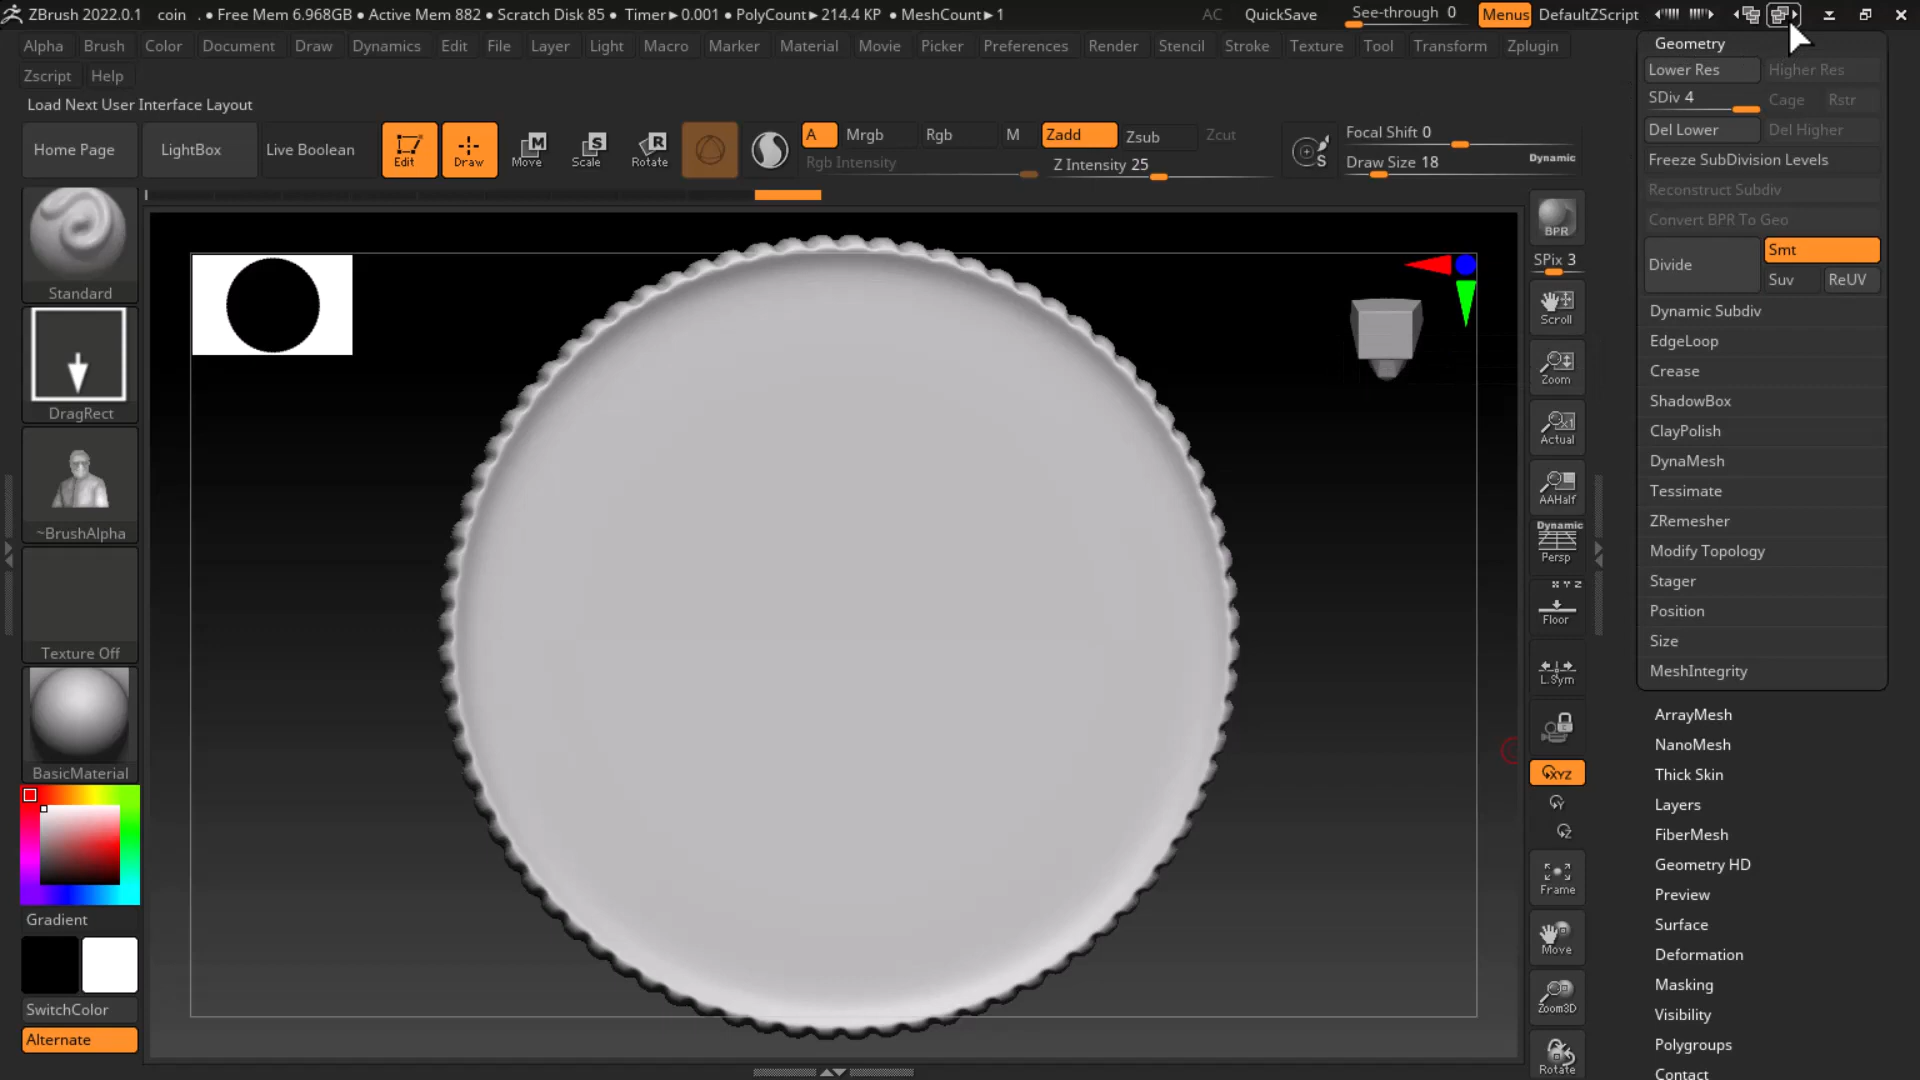 ZBrush 2022.0.1 coin . • Free Mem 6.968GB • Active Mem 882 • Scratch Disk 85 • Timer▸0.001 • PolyCount▸214.4 KP • MeshCount▸1 AC QuickSave See-through 0 Menus DefaultZScript
Alpha Brush Color Document Draw Dynamics Edit File Layer Light Macro Marker Material Movie Picker Preferences Render Stencil Stroke Texture Tool Transform Zplugin
Zscript Help
Load Next User Interface Layout
Home Page LightBox Live Boolean Edit Draw Move Scale Rotate A Mrgb Rgb M Zadd Zsub Zcut Focal Shift 0
Rgb Intensity Z Intensity 25 Draw Size 18 Dynamic
S
R
S
Standard
DragRect
~BrushAlpha
Texture Off
BasicMaterial
Gradient
SwitchColor
Alternate
BPR
SPix 3
Scroll
Zoom
Actual
AAHalf
Dynamic
Persp
X Y Z
Floor
L.Sym
XYZ
Y
Z
Frame
Move
Zoom3D
Rotate
Geometry
Lower Res Higher Res
SDiv 4 Cage Rstr
Del Lower Del Higher
Freeze SubDivision Levels
Reconstruct Subdiv
Convert BPR To Geo
Divide Smt
Suv ReUV
Dynamic Subdiv
EdgeLoop
Crease
ShadowBox
ClayPolish
DynaMesh
Tessimate
ZRemesher
Modify Topology
Stager
Position
Size
MeshIntegrity
ArrayMesh
NanoMesh
Thick Skin
Layers
FiberMesh
Geometry HD
Preview
Surface
Deformation
Masking
Visibility
Polygroups
Contact